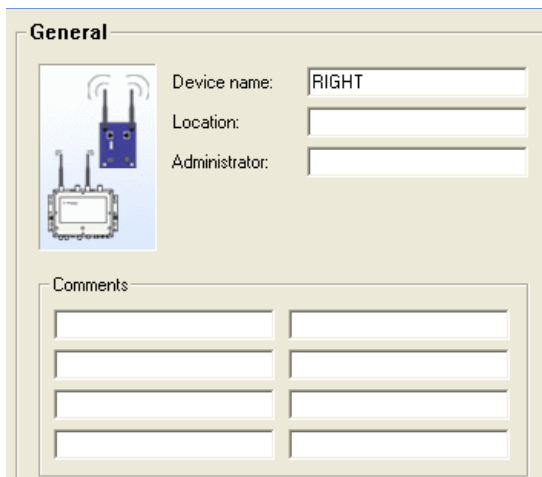 General
Device name: RIGHT
Location:
Administrator:
Comments